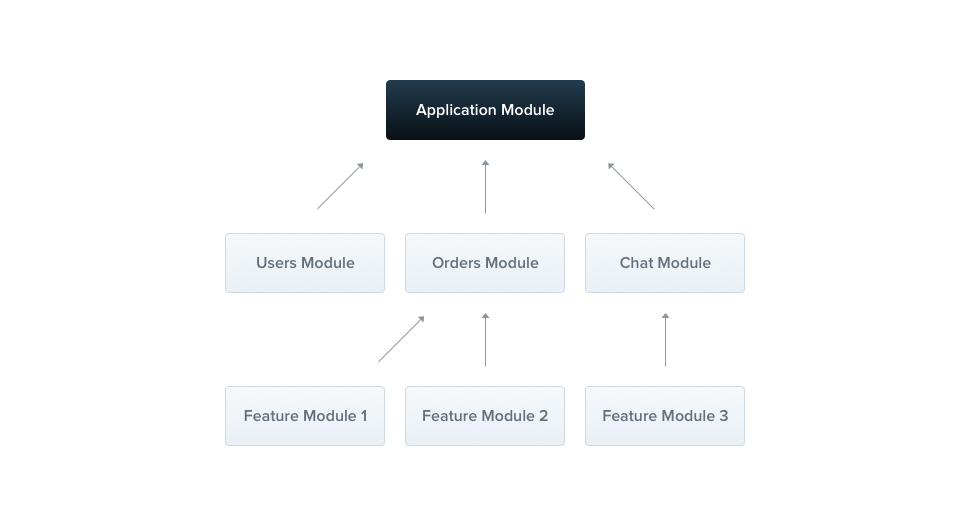 Application Module
Users Module
Orders Module
Chat Module
Feature Module 1
Feature Module 2
Feature Module 3